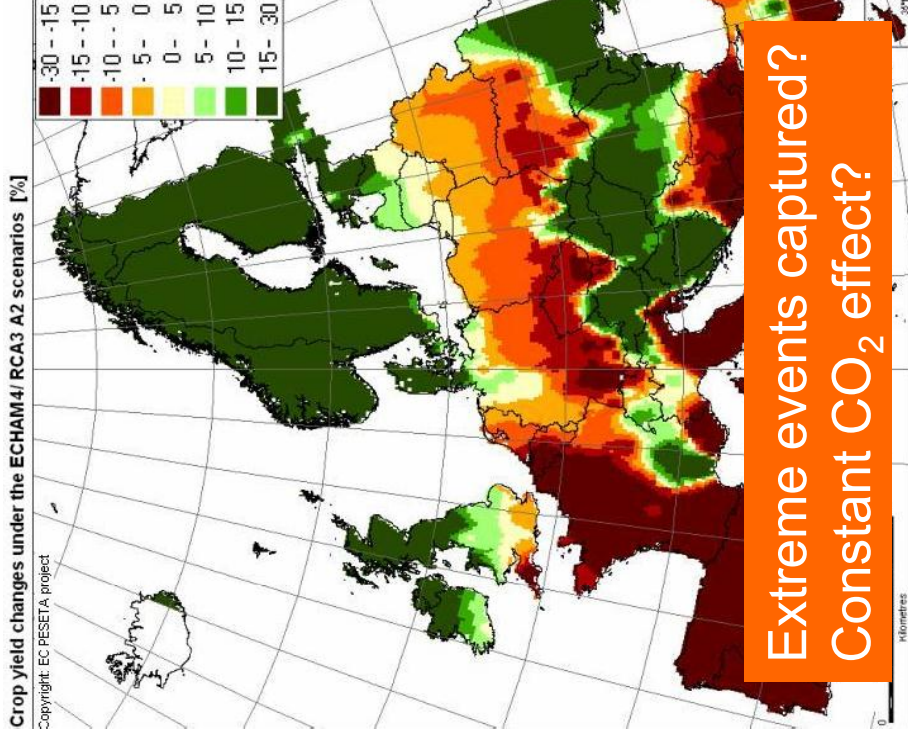 Crop yield changes under the ECHAM4/ RCA3 A2 scenarios [%]
Copyright: EC PESETA project
-30 - -15
-15 - -10
-10 - - 5
- 5 - 0
0 - 5
5 - 10
10 - 15
15 - 30
Extreme events captured?
Constant CO₂ effect?
0
Kilometres